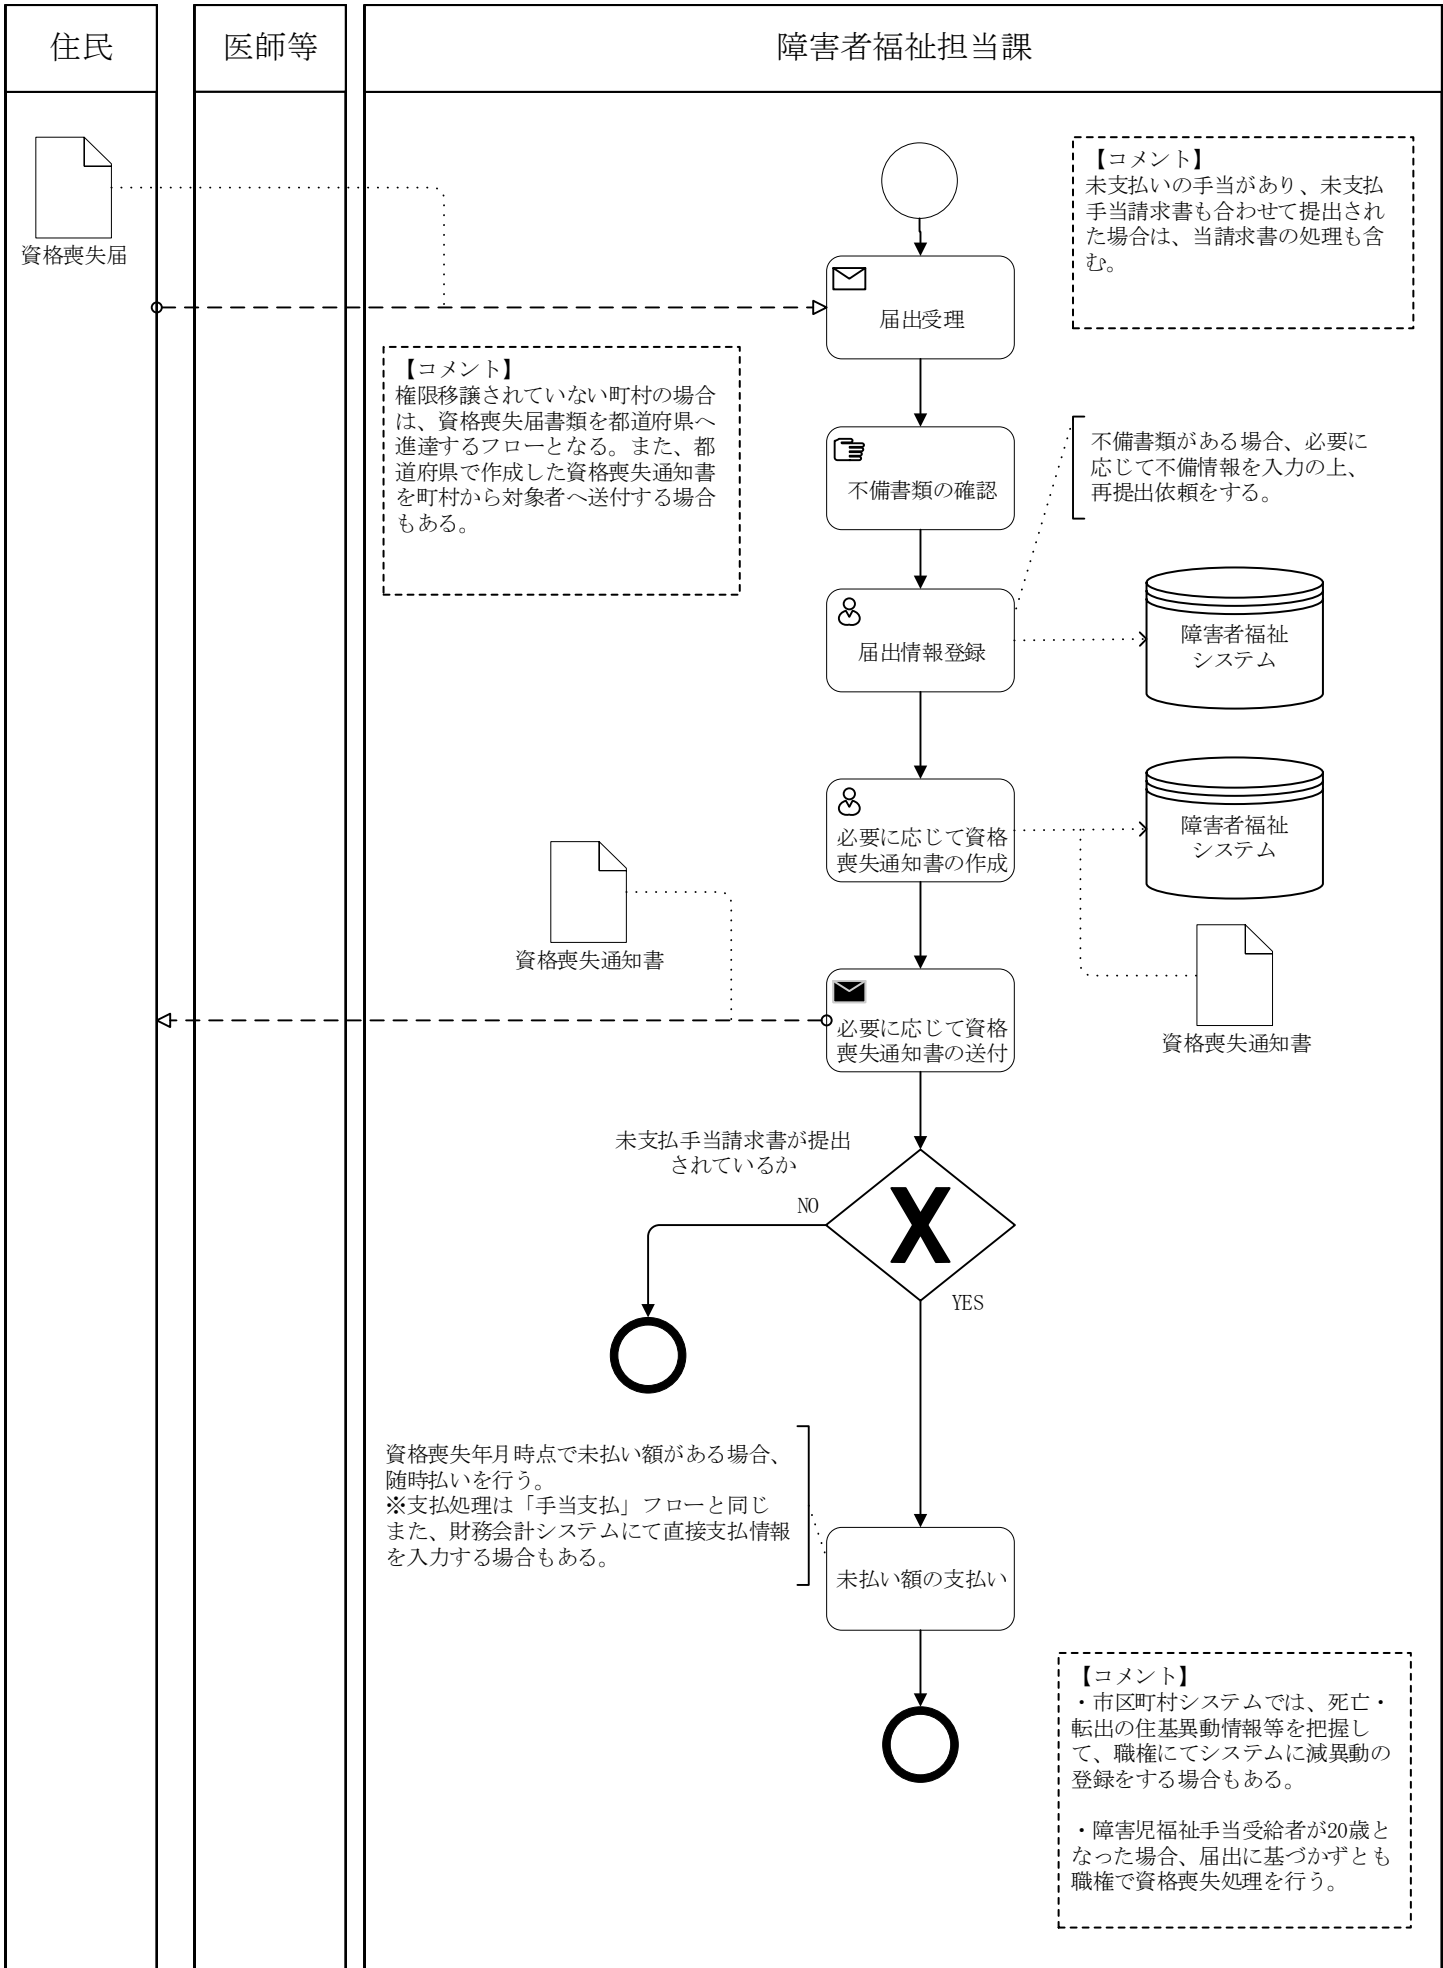 住民
医師等
障害者福祉担当課
資格喪失届
【コメント】
未支払いの手当があり、未支払
手当請求書も合わせて提出され
た場合は、当請求書の処理も含
む。
届出受理
【コメント】
権限移譲されていない町村の場合
は、資格喪失届書類を都道府県へ
進達するフローとなる。また、都
道府県で作成した資格喪失通知書
を町村から対象者へ送付する場合
もある。
不備書類の確認
不備書類がある場合、必要に
応じて不備情報を入力の上、
再提出依頼をする。
届出情報登録
障害者福祉
システム
必要に応じて資格
喪失通知書の作成
障害者福祉
システム
資格喪失通知書
資格喪失通知書
必要に応じて資格
喪失通知書の送付
未支払手当請求書が提出
されているか
NO
X
YES
資格喪失年月時点で未払い額がある場合、
随時払いを行う。
※支払処理は「手当支払」フローと同じ
また、財務会計システムにて直接支払情報
を入力する場合もある。
未払い額の支払い
【コメント】
・市区町村システムでは、死亡・
転出の住基異動情報等を把握し
て、職権にてシステムに減異動の
登録をする場合もある。
・障害児福祉手当受給者が20歳と
なった場合、届出に基づかずとも
職権で資格喪失処理を行う。